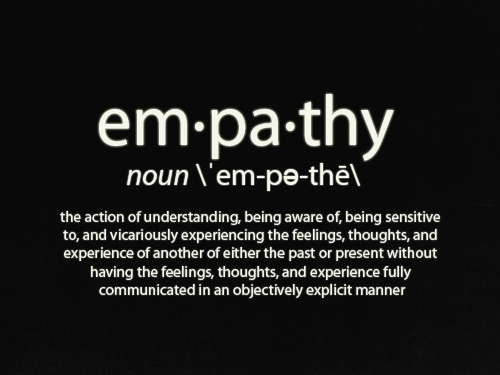 em·pa·thy
noun \ˈem-pə-thē\
the action of understanding, being aware of, being sensitive
to, and vicariously experiencing the feelings, thoughts, and
experience of another of either the past or present without
having the feelings, thoughts, and experience fully
communicated in an objectively explicit manner